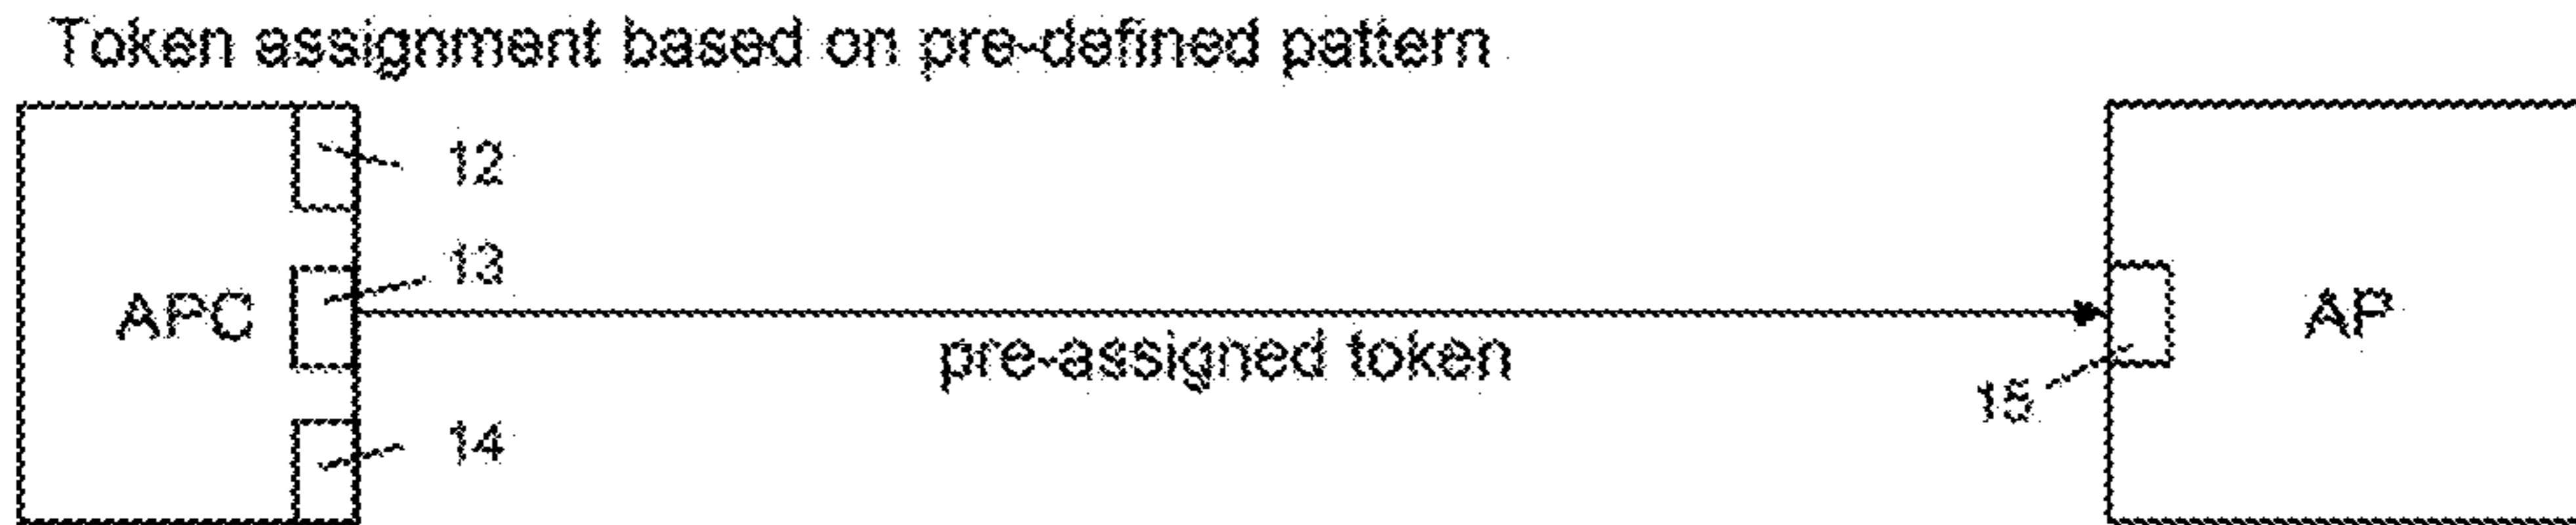 Token assignment based on pre-defined pattern
12
13
APC
AP
pre-assigned token
15
14